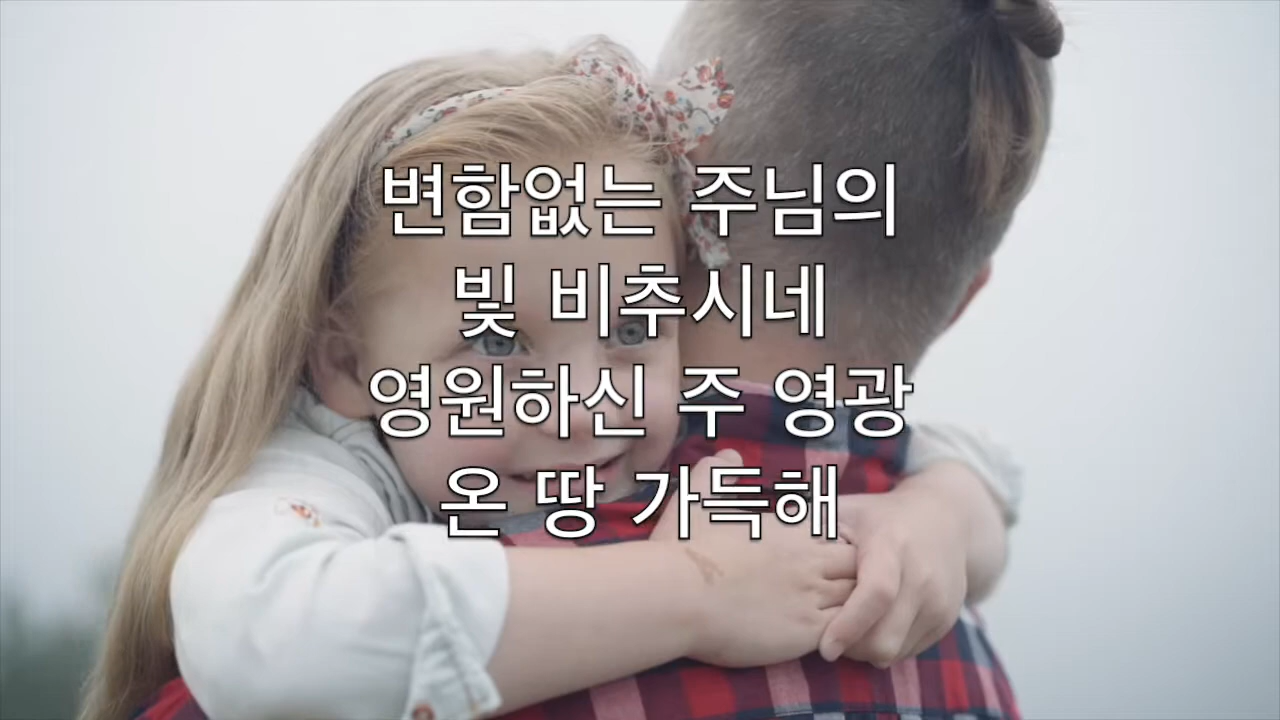 변함없는 주님의
빛 비추시네
영원하신 주 영광
온 땅 가득해